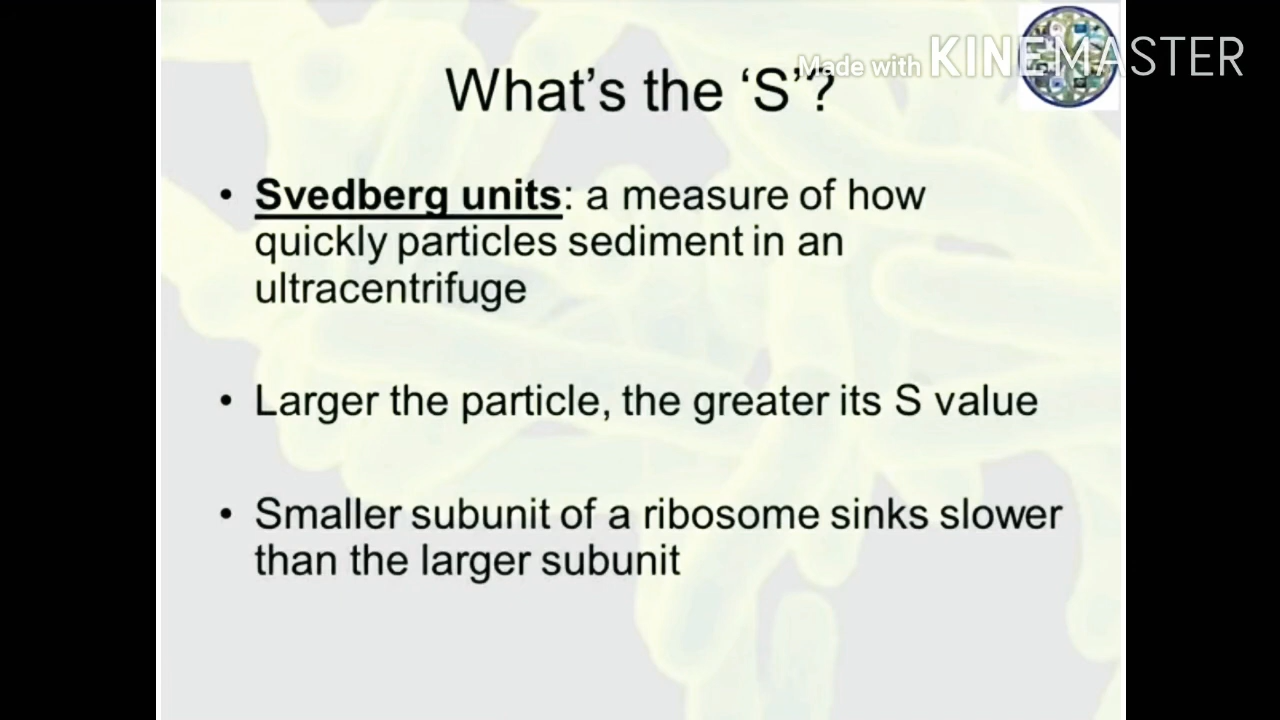 Made with KINEMASTER
What's the 'S'?
• Svedberg units: a measure of how
quickly particles sediment in an
ultracentrifuge
• Larger the particle, the greater its S value
• Smaller subunit of a ribosome sinks slower
than the larger subunit